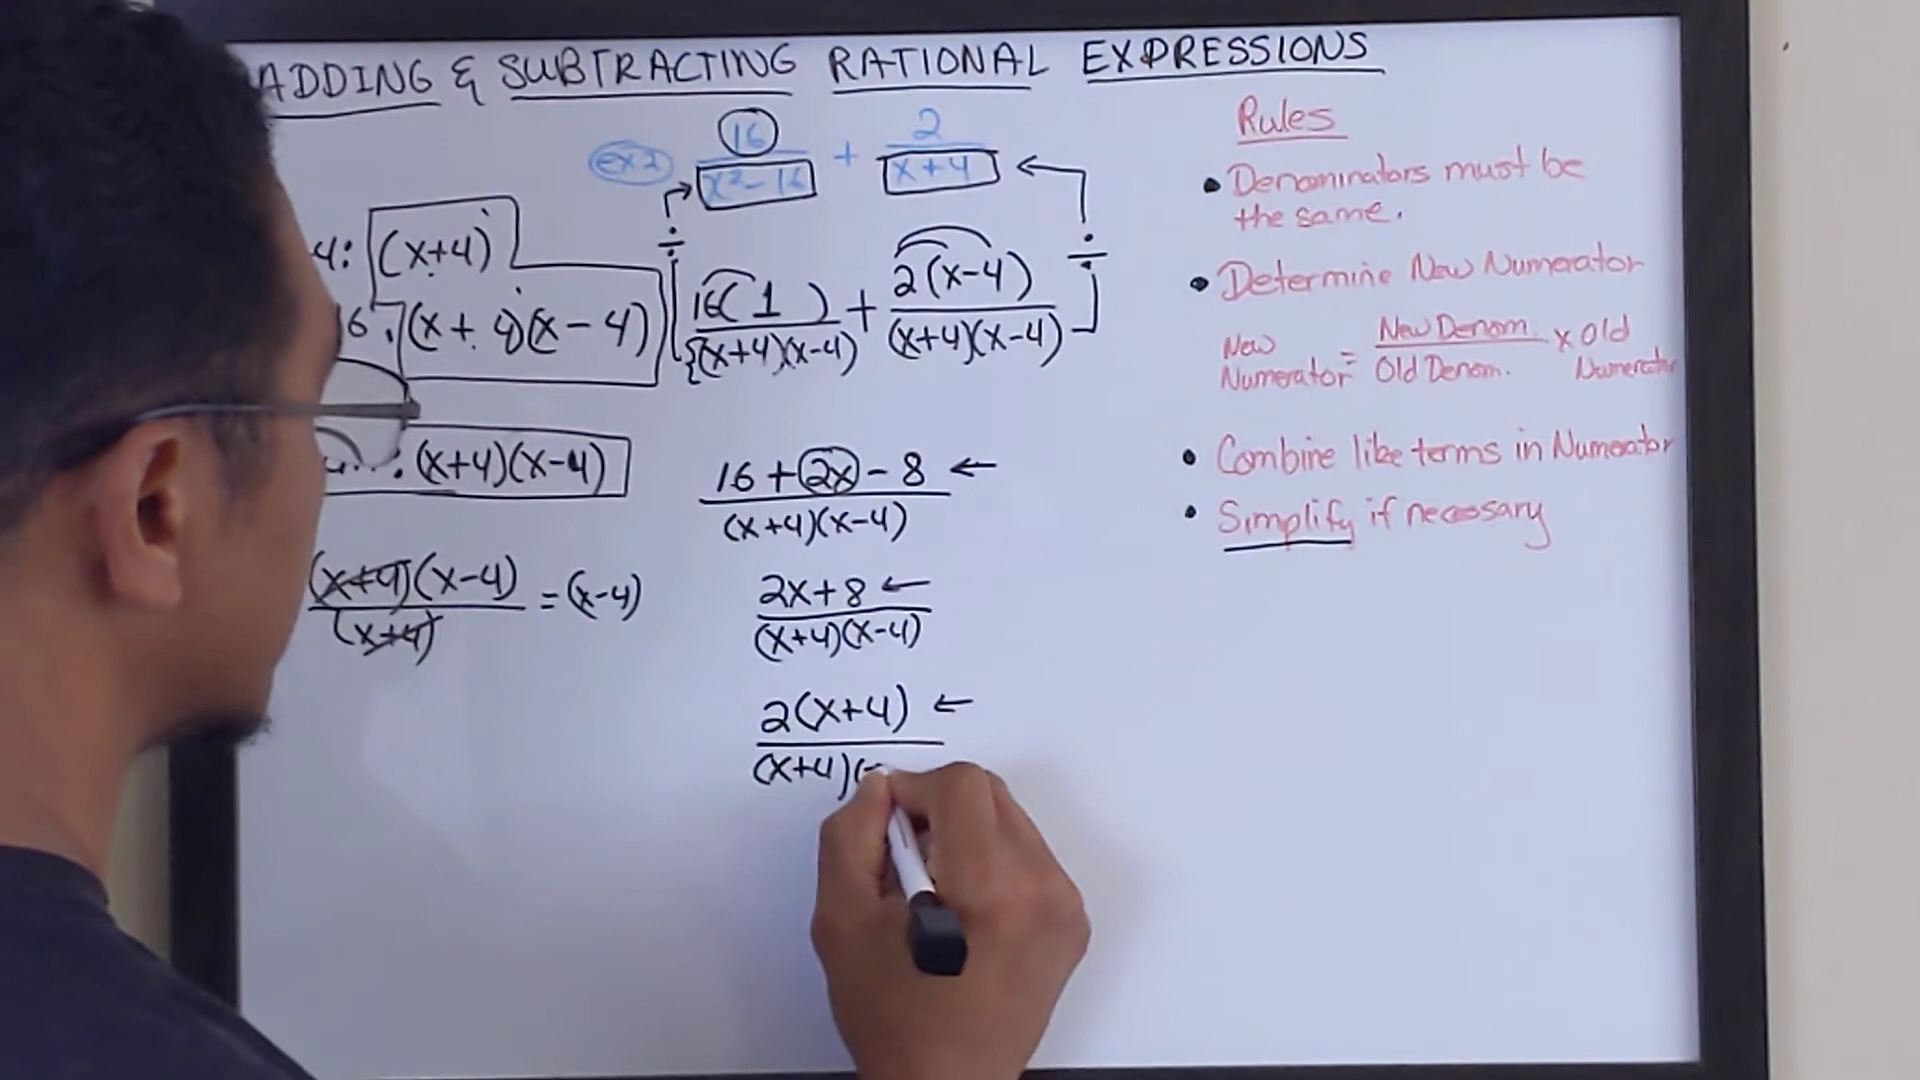 ADDING & SUBTRACTING RATIONAL EXPRESSIONS
ex2 16/x²-16 + 2/x+4
4: (x+4)
16: (x+4)(x-4)
: (x+4)(x-4)
(x+4)(x-4)/(x+4) = (x-4)
16(1)/(x+4)(x-4) + 2(x-4)/(x+4)(x-4)
÷ ÷
16+2x-8 ←
(x+4)(x-4)
2x+8 ←
(x+4)(x-4)
2(x+4) ←
(x+4)(
Rules
• Denominators must be
the same.
• Determine New Numerator
New Numerator = New Denom./Old Denom. x Old Numerator
• Combine like terms in Numerator
• Simplify if necessary